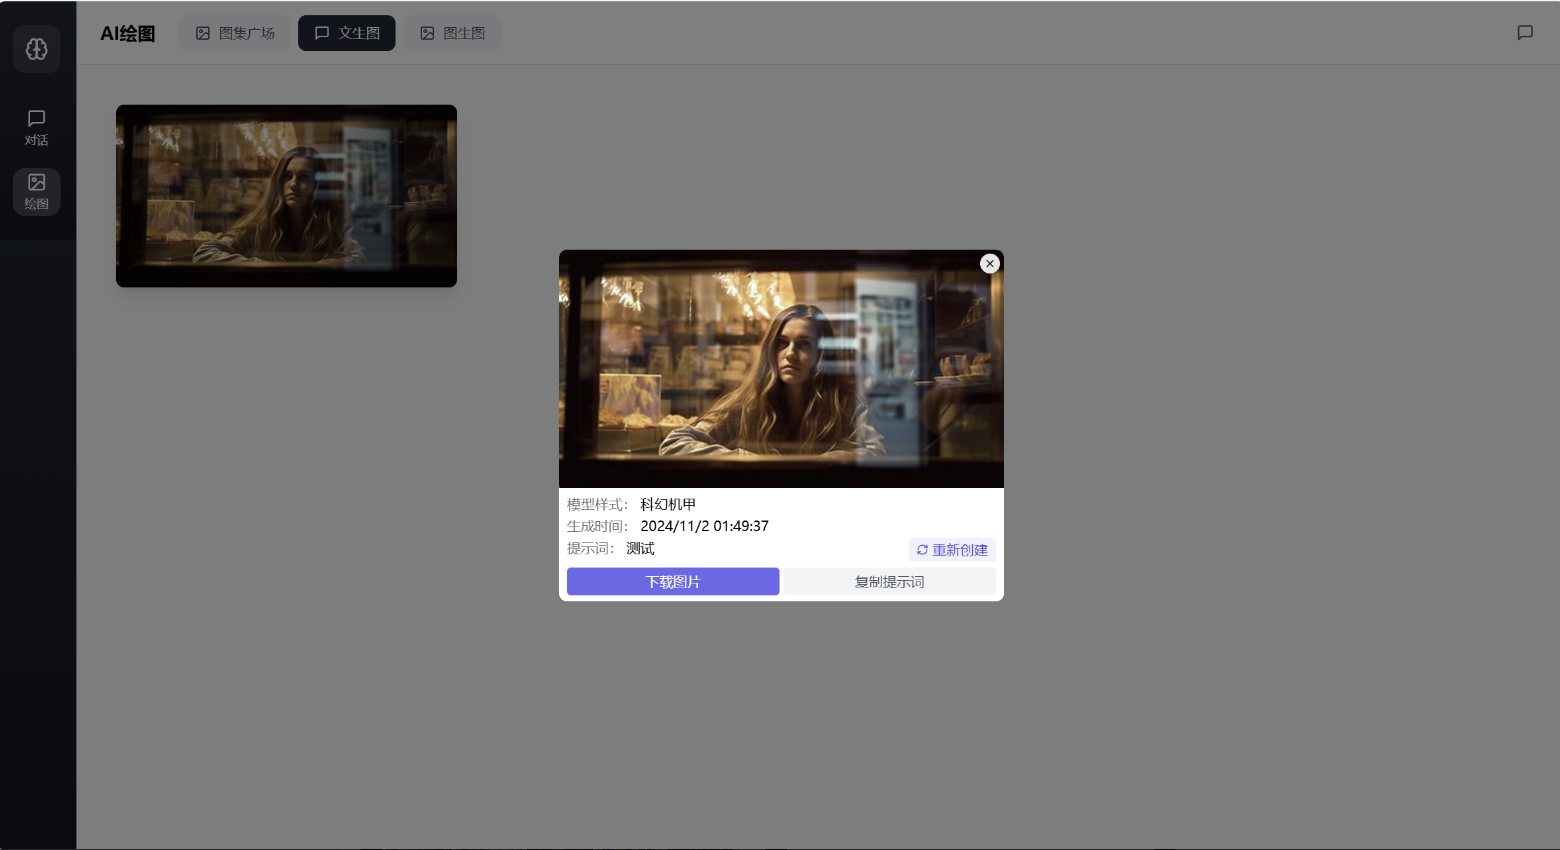 AI绘图
图集广场
文生图
图生图
对话
绘图
模型样式： 科幻机甲
生成时间： 2024/11/2 01:49:37
提示词： 测试
重新创建
下载图片
复制提示词